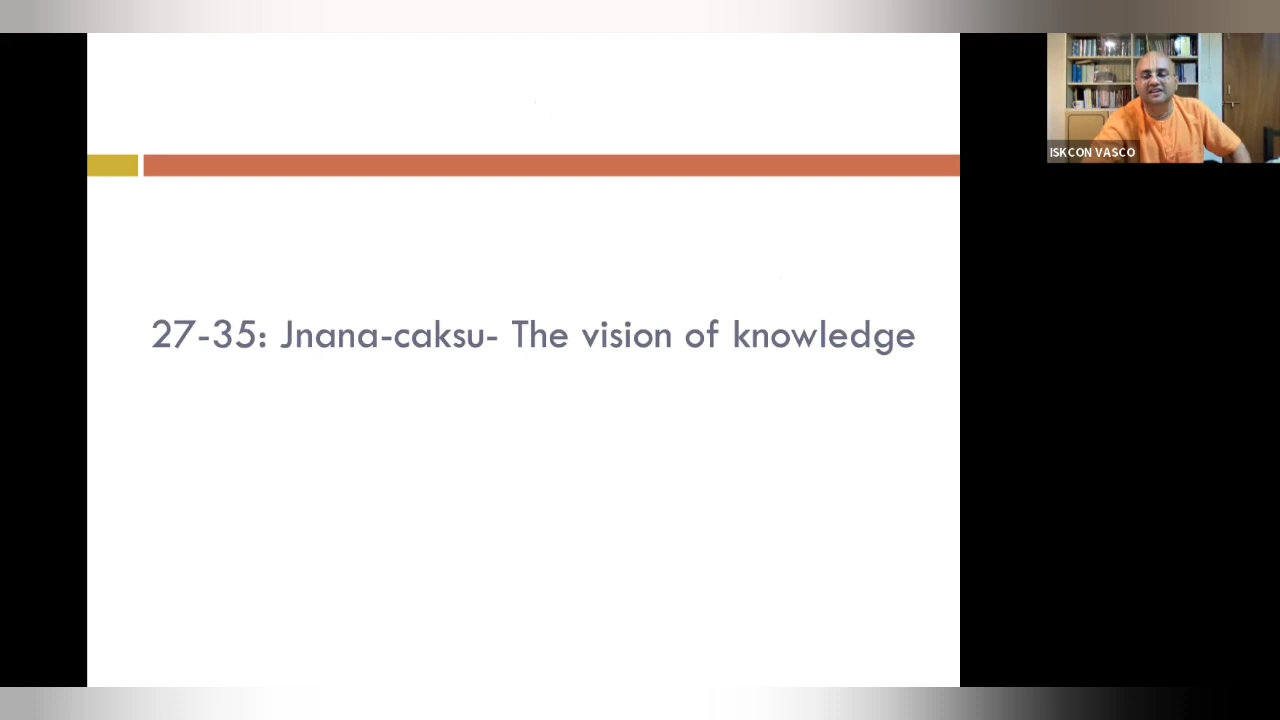 ISKCON VASCO
27-35: Jnana-caksu- The vision of knowledge